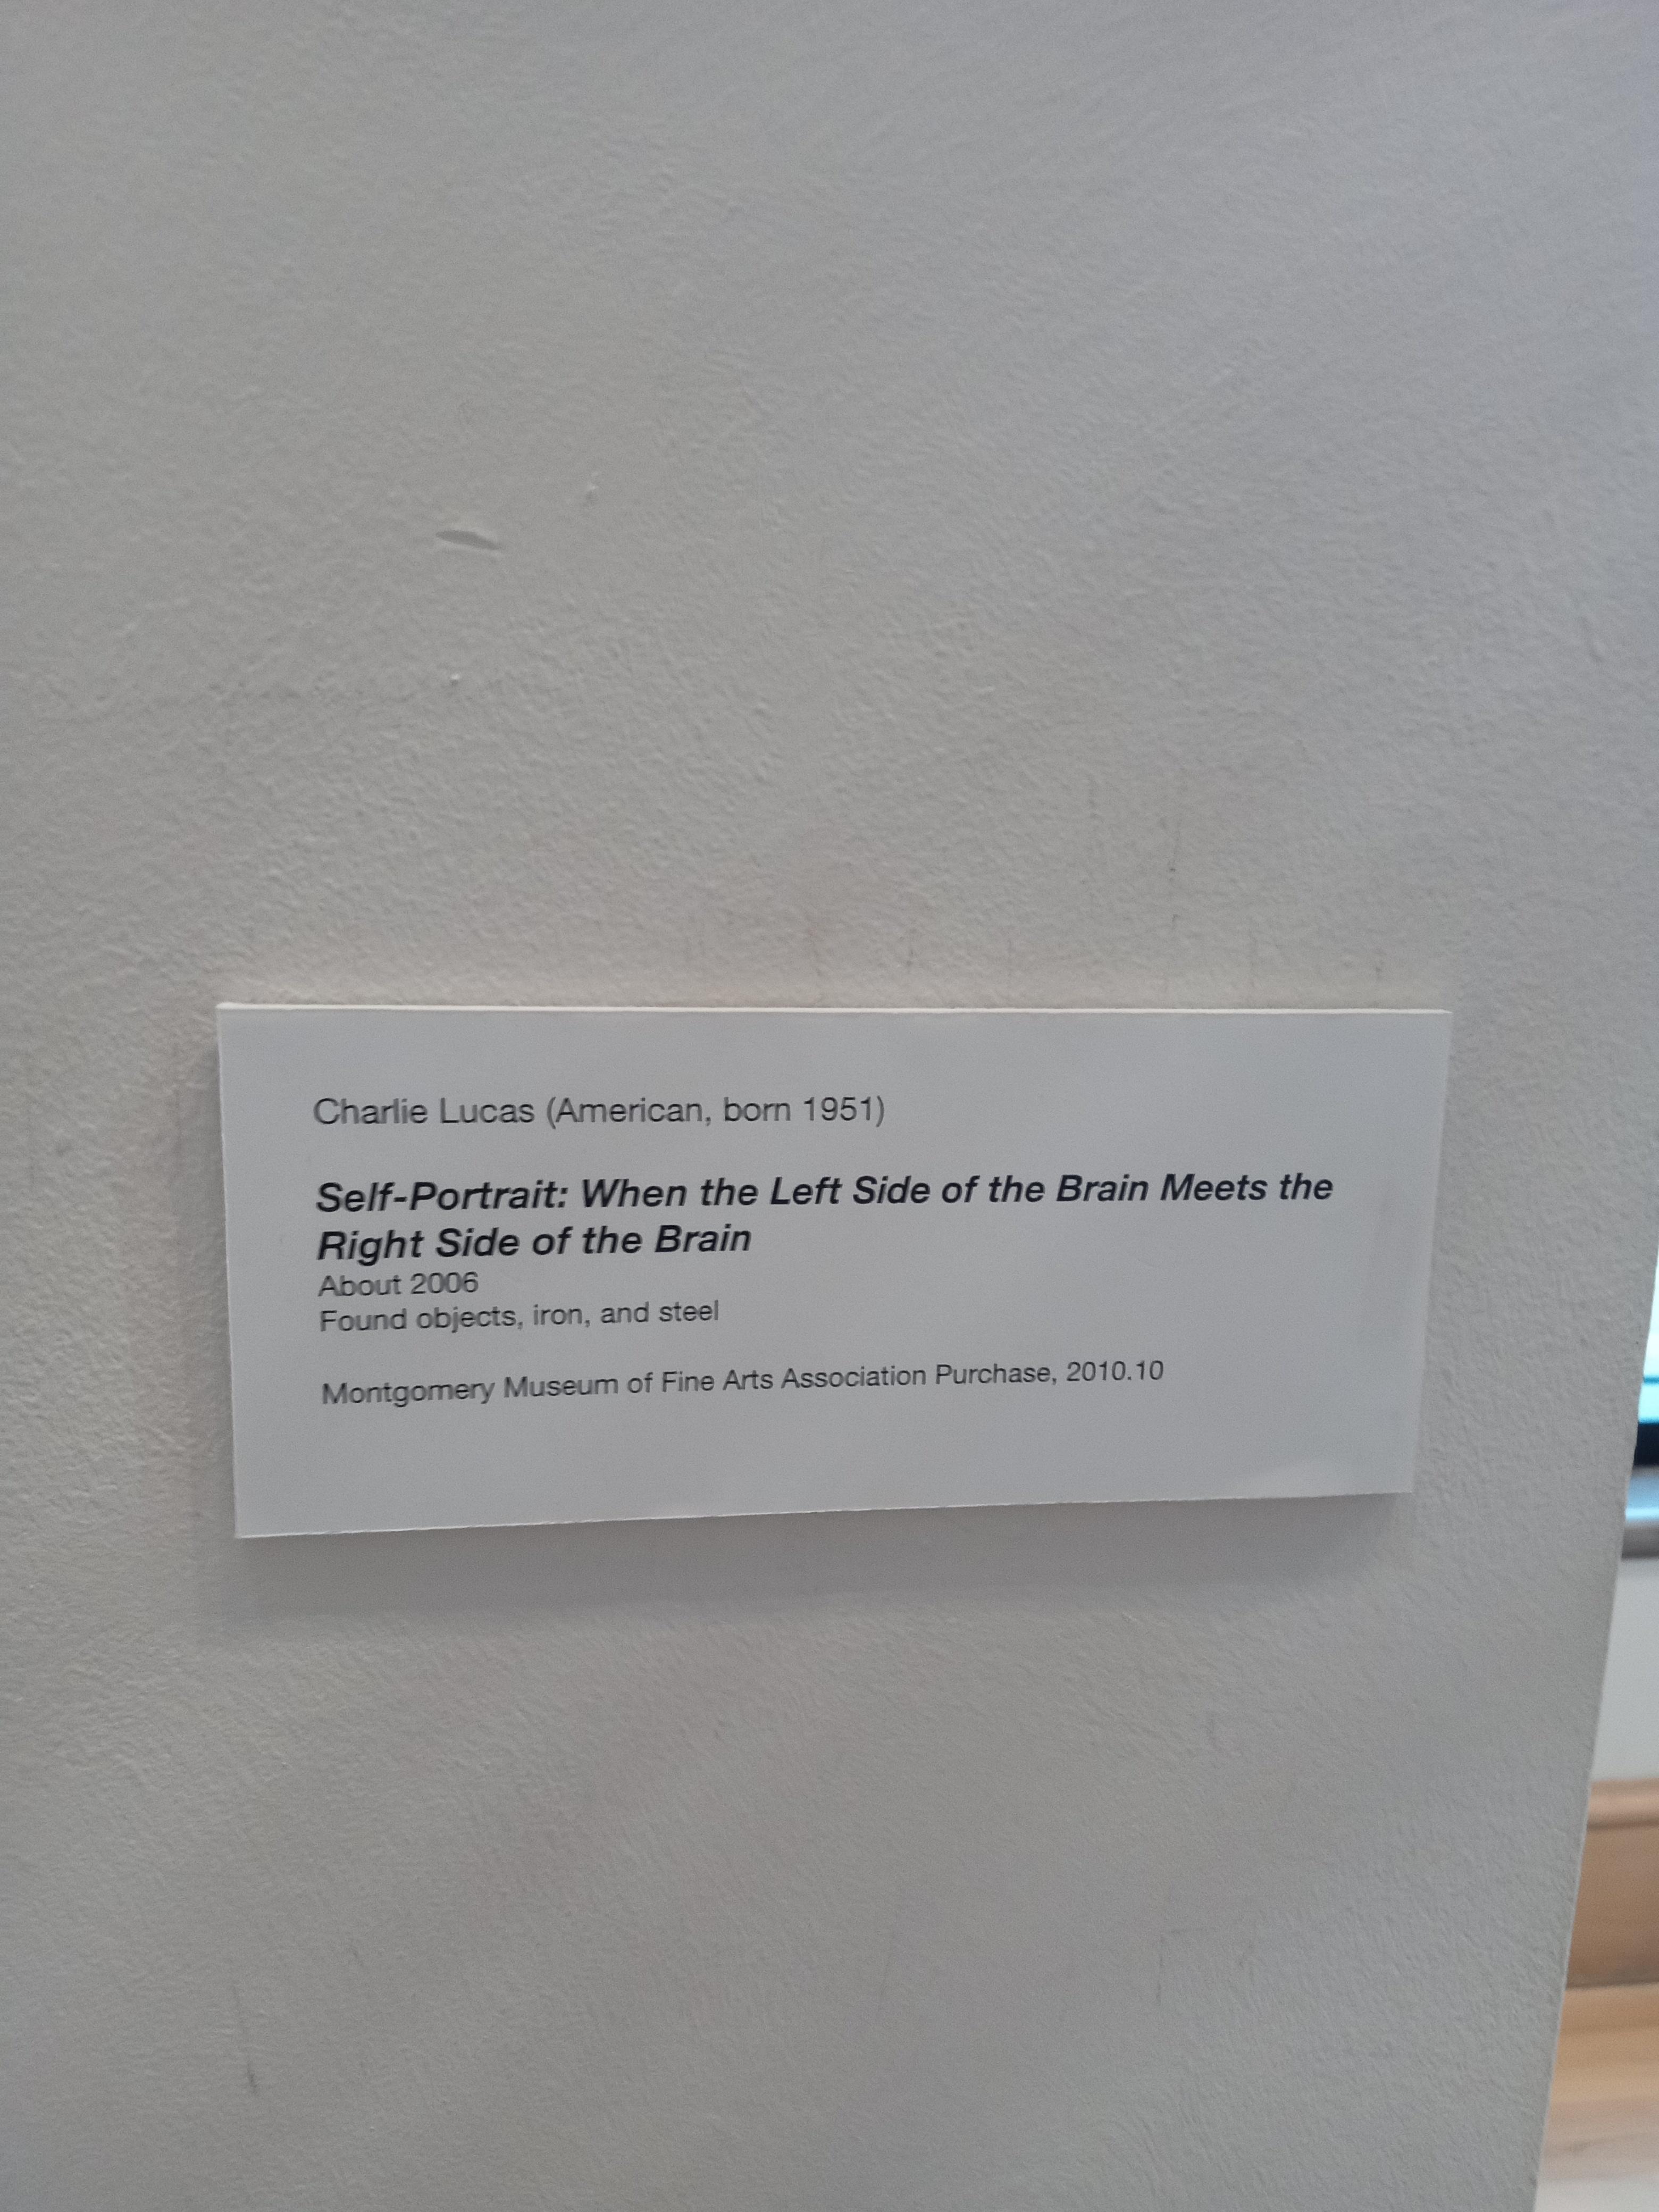 Charlie Lucas (American, born 1951)
Self-Portrait: When the Left Side of the Brain Meets the
Right Side of the Brain
About 2006
Found objects, iron, and steel
Montgomery Museum of Fine Arts Association Purchase, 2010.10